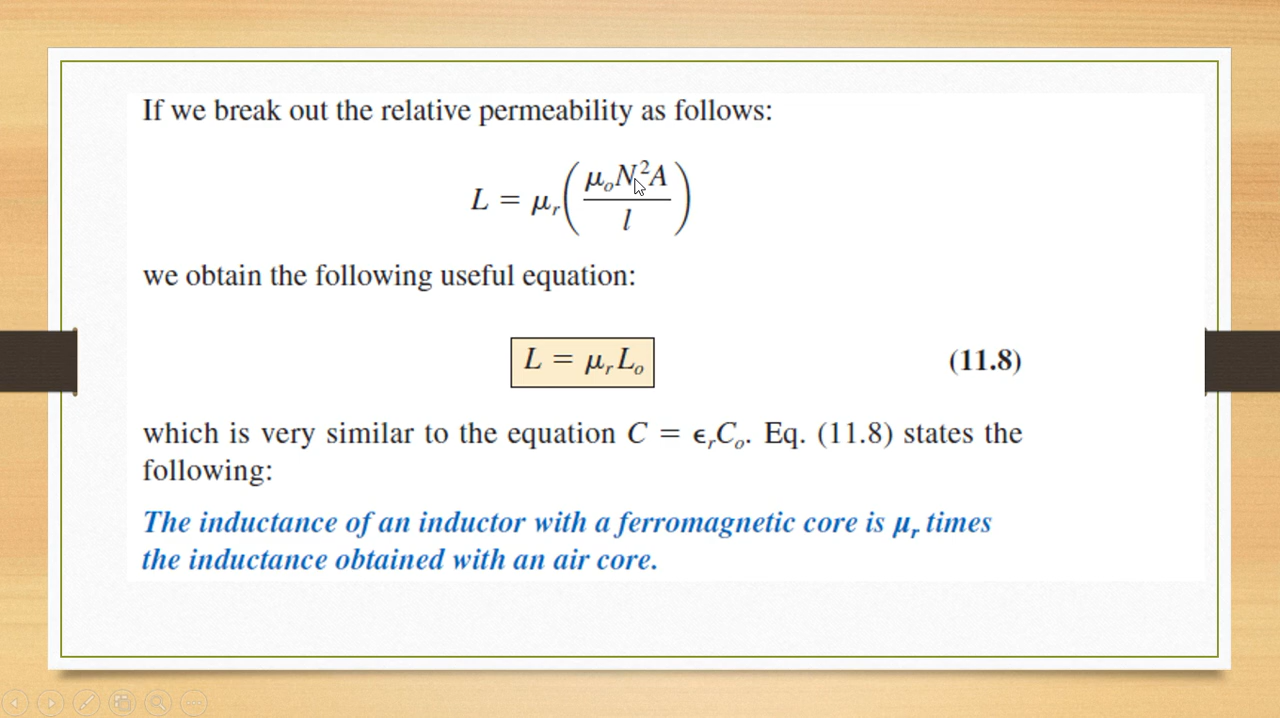 If we break out the relative permeability as follows:
L = μᵣ(μₒN²A / l)
we obtain the following useful equation:
L = μᵣLₒ (11.8)
which is very similar to the equation C = ϵᵣCₒ. Eq. (11.8) states the
following:
The inductance of an inductor with a ferromagnetic core is μᵣ times
the inductance obtained with an air core.